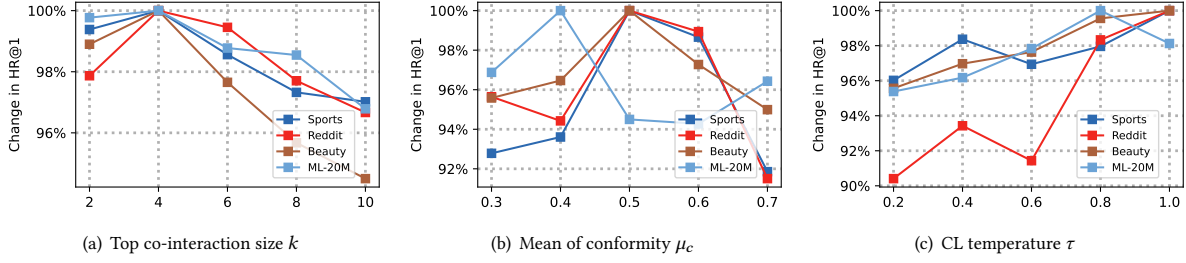 Change in HR@1
100%
98%
96%
2 4 6 8 10
Sports
Reddit
Beauty
ML-20M
(a) Top co-interaction size k
Change in HR@1
100%
98%
96%
94%
92%
0.3 0.4 0.5 0.6 0.7
Sports
Reddit
Beauty
ML-20M
(b) Mean of conformity μc
Change in HR@1
100%
98%
96%
94%
92%
90%
0.2 0.4 0.6 0.8 1.0
Sports
Reddit
Beauty
ML-20M
(c) CL temperature τ